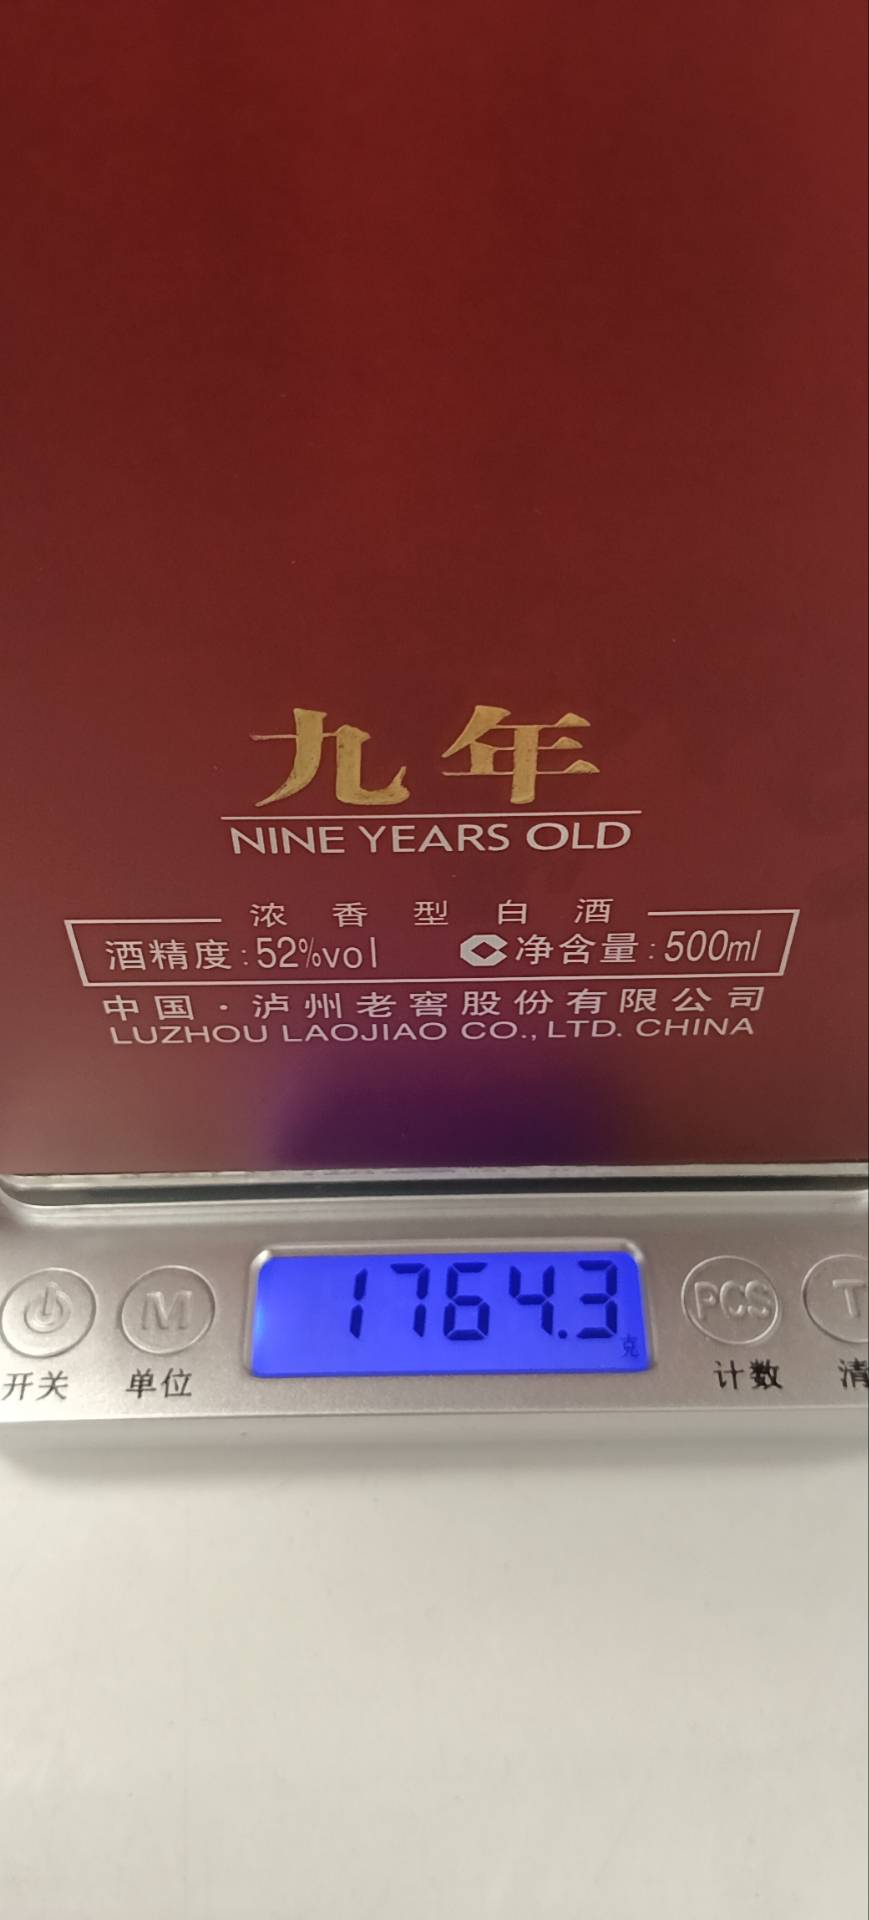 九年
NINE YEARS OLD
浓香型白酒
酒精度:52%vol C净含量:500ml
中国·泸州老窖股份有限公司
LUZHOU LAOJIAO CO.,LTD. CHINA
1764.3
克
M PCS T
开关 单位 计数 清